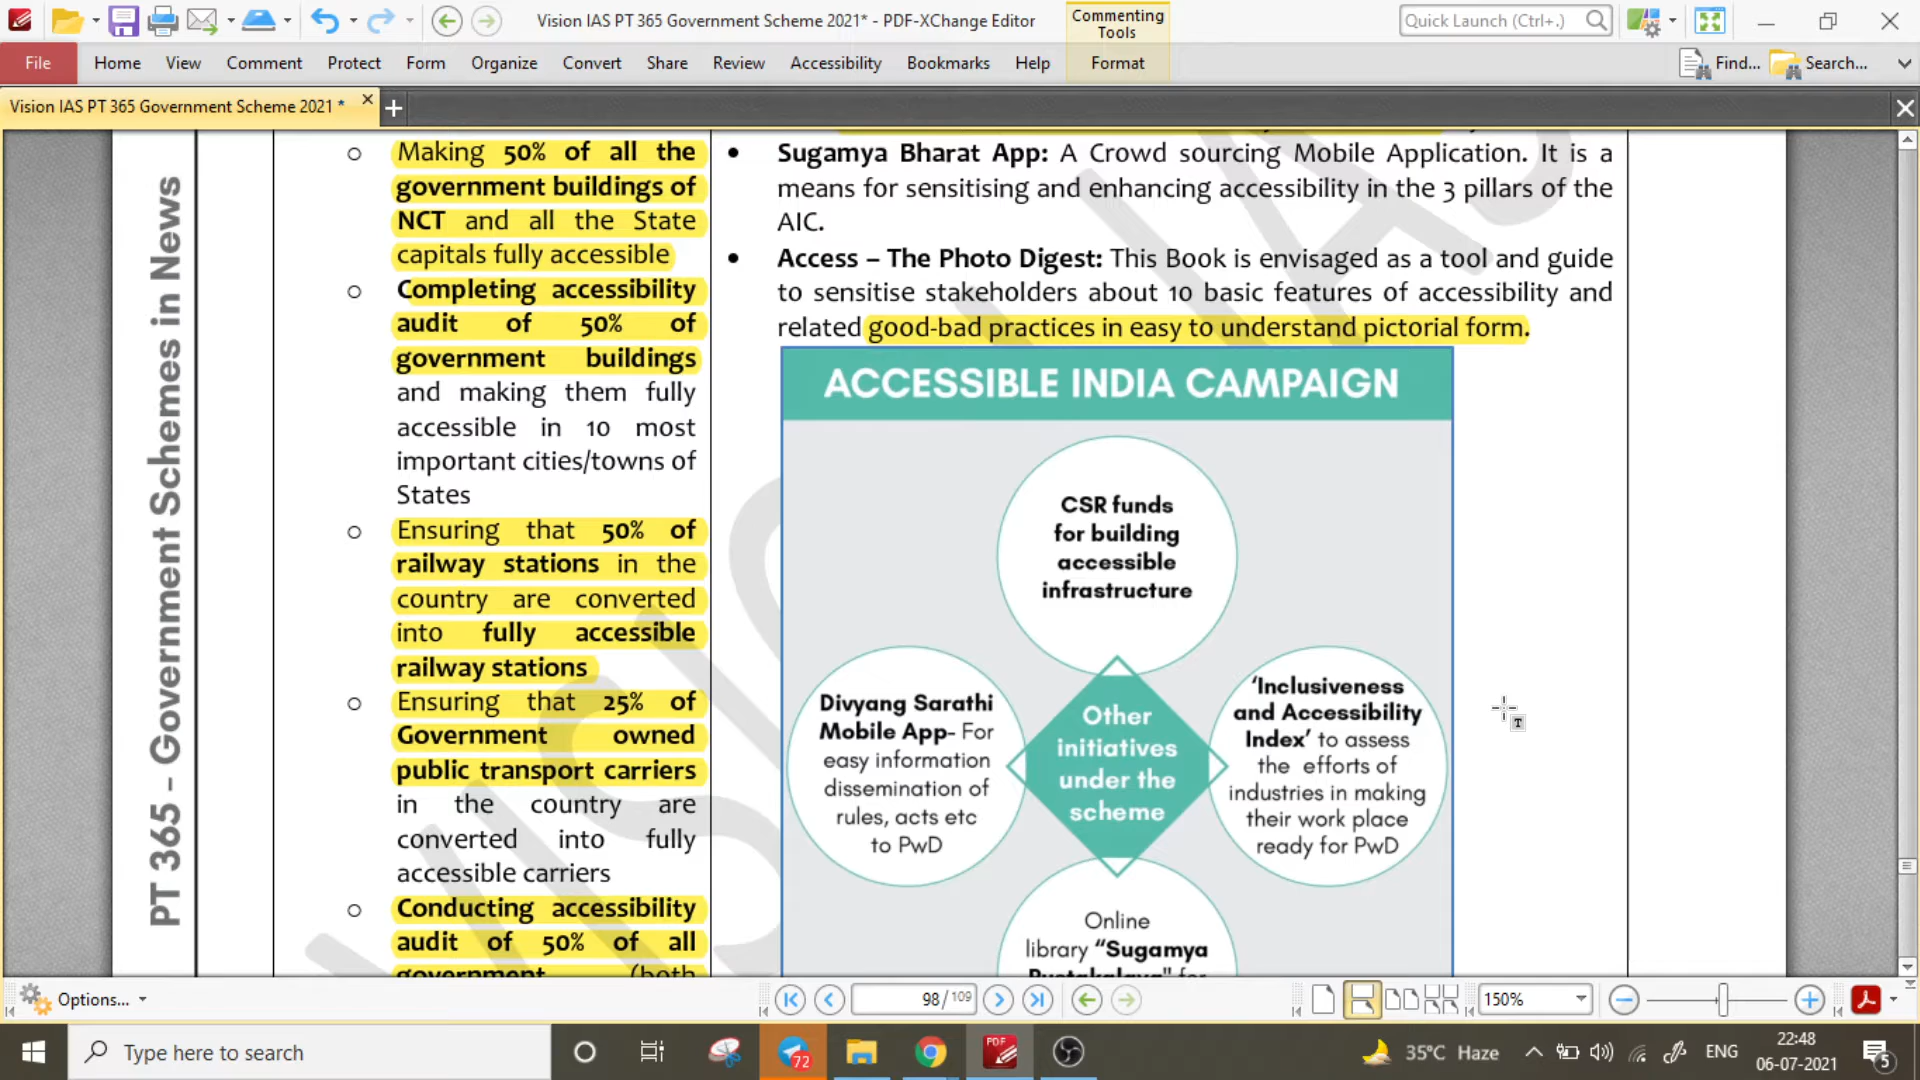 Vision IAS PT 365 Government Scheme 2021* - PDF-XChange Editor
Commenting Tools
Quick Launch (Ctrl+.)
File Home View Comment Protect Form Organize Convert Share Review Accessibility Bookmarks Help Format Find... Search...
Vision IAS PT 365 Government Scheme 2021 *
PT 365 - Government Schemes in News
Making 50% of all the
government buildings of
NCT and all the State
capitals fully accessible
Completing accessibility
audit of 50% of
government buildings
and making them fully
accessible in 10 most
important cities/towns of
States
Ensuring that 50% of
railway stations in the
country are converted
into fully accessible
railway stations
Ensuring that 25% of
Government owned
public transport carriers
in the country are
converted into fully
accessible carriers
Conducting accessibility
audit of 50% of all
government (both
Sugamya Bharat App: A Crowd sourcing Mobile Application. It is a
means for sensitising and enhancing accessibility in the 3 pillars of the
AIC.
Access – The Photo Digest: This Book is envisaged as a tool and guide
to sensitise stakeholders about 10 basic features of accessibility and
related good-bad practices in easy to understand pictorial form.
ACCESSIBLE INDIA CAMPAIGN
CSR funds
for building
accessible
infrastructure
Divyang Sarathi
Mobile App- For
easy information
dissemination of
rules, acts etc
to PwD
Other
initiatives
under the
scheme
‘Inclusiveness
and Accessibility
Index’ to assess
the efforts of
industries in making
their work place
ready for PwD
Online
library “Sugamya
Pustakalaya" for
Options...
98 / 109
150%
Type here to search
72
PDF
35°C Haze
ENG
22:48
06-07-2021
5